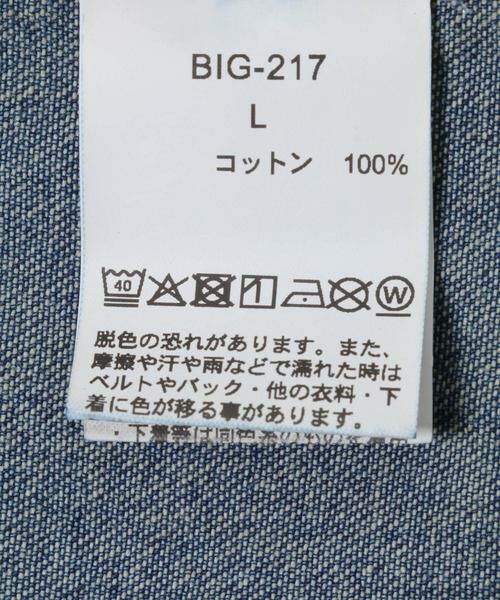 BIG-217
L
コットン 100%
40
W
脱色の恐れがあります。また、
摩擦や汗や雨などで濡れた時は
ベルトやバック・他の衣料・下
着に色が移る事があります。